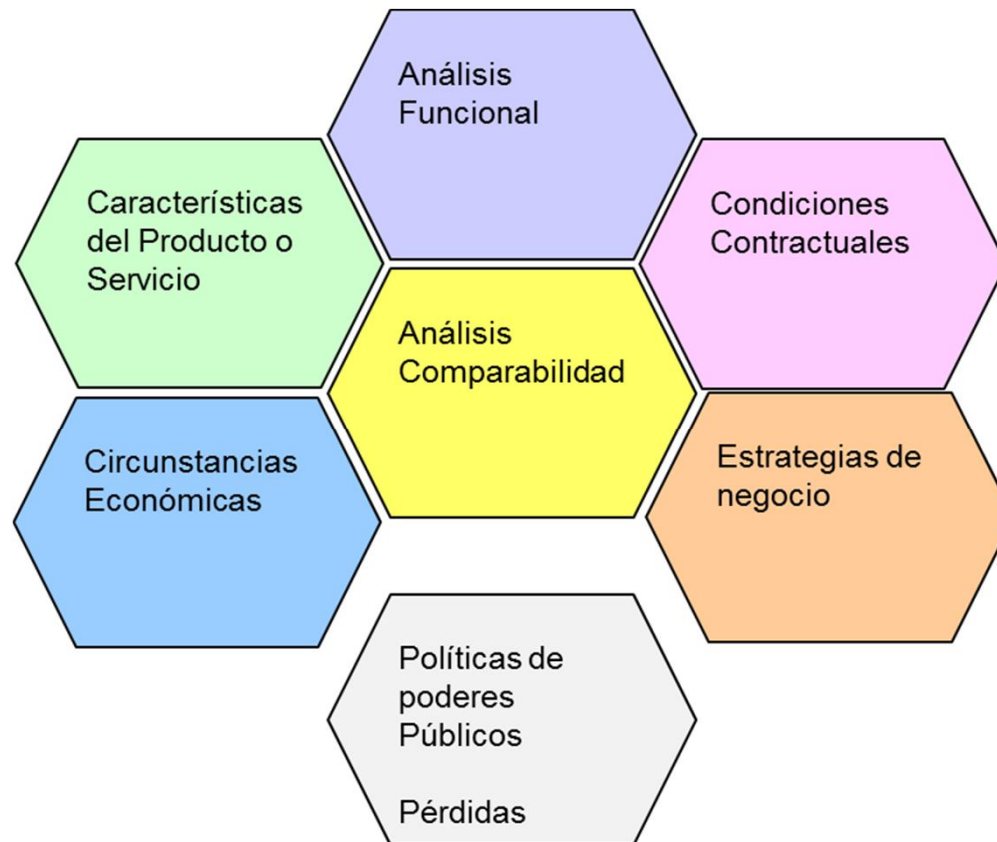 Análisis
Funcional
Características
del Producto o
Servicio
Condiciones
Contractuales
Análisis
Comparabilidad
Circunstancias
Económicas
Estrategias de
negocio
Políticas de
poderes
Públicos
Pérdidas